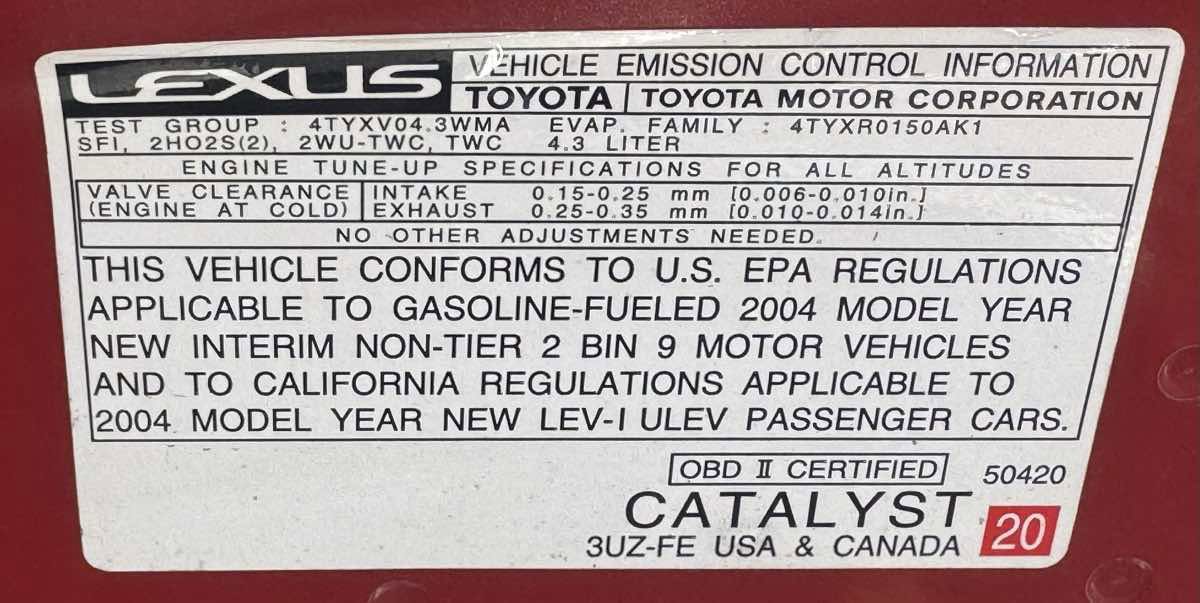 LEXUS VEHICLE EMISSION CONTROL INFORMATION
TOYOTA | TOYOTA MOTOR CORPORATION
TEST GROUP : 4TYXV04.3WMA EVAP. FAMILY : 4TYXR0150AK1
SFI, 2HO2S(2), 2WU-TWC, TWC 4.3 LITER
ENGINE TUNE-UP SPECIFICATIONS FOR ALL ALTITUDES
VALVE CLEARANCE INTAKE 0.15-0.25 mm [0.006-0.010in.]
(ENGINE AT COLD) EXHAUST 0.25-0.35 mm [0.010-0.014in.]
NO OTHER ADJUSTMENTS NEEDED.
THIS VEHICLE CONFORMS TO U.S. EPA REGULATIONS
APPLICABLE TO GASOLINE-FUELED 2004 MODEL YEAR
NEW INTERIM NON-TIER 2 BIN 9 MOTOR VEHICLES
AND TO CALIFORNIA REGULATIONS APPLICABLE TO
2004 MODEL YEAR NEW LEV-I ULEV PASSENGER CARS.
OBD II CERTIFIED 50420
CATALYST
3UZ-FE USA & CANADA 20